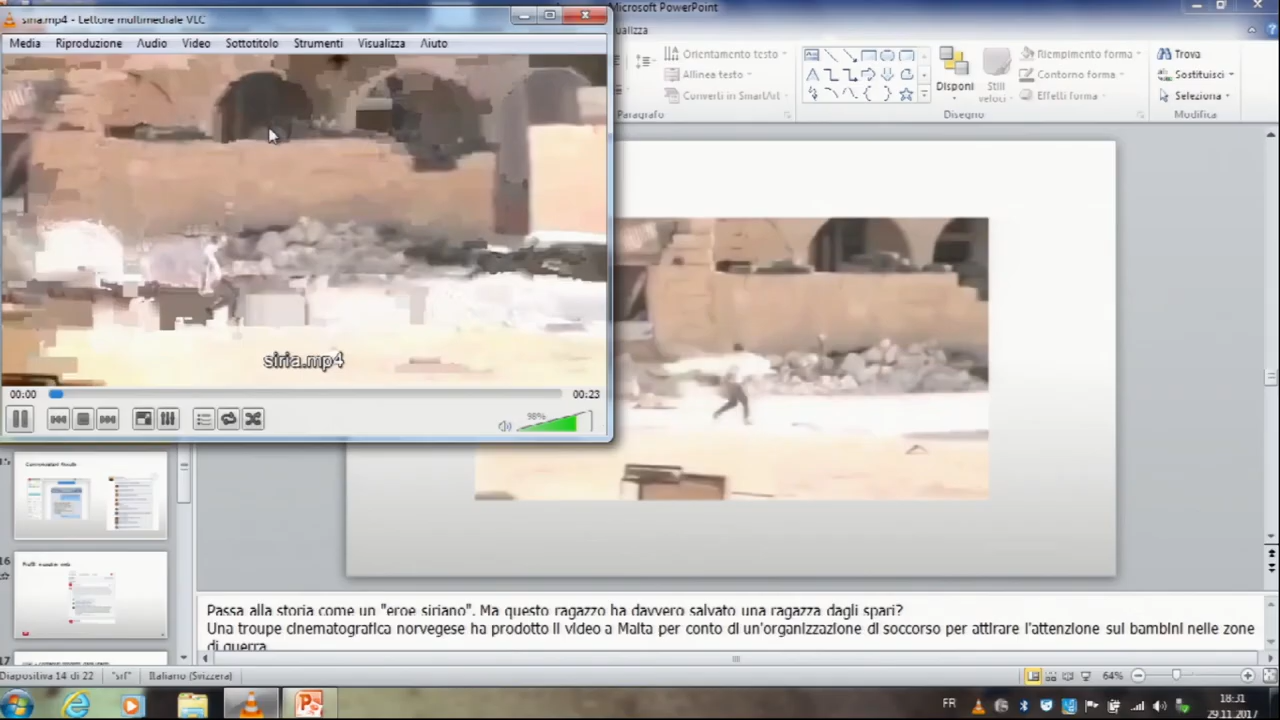 siria.mp4 - Lettore multimediale VLC
Microsoft PowerPoint
Media Riproduzione Audio Video Sottotitolo Strumenti Visualizza Aiuto
ualizza
Orientamento testo
Allinea testo
Converti in SmartArt
Paragrafo
Disponi
Stili
veloci
Riempimento forma
Contorno forma
Effetti forma
Disegno
Trova
Sostituisci
Seleziona
Modifica
siria.mp4
00:00
00:23
98%
16
17
Passa alla storia come un "eroe siriano". Ma questo ragazzo ha davvero salvato una ragazza dagli spari?
Una troupe cinematografica norvegese ha prodotto il video a Malta per conto di un'organizzazione di soccorso per attirare l'attenzione sui bambini nelle zone
di guerra
Diapositiva 14 di 22 "srf" Italiano (Svizzera)
64%
FR
18:31
29.11.2017